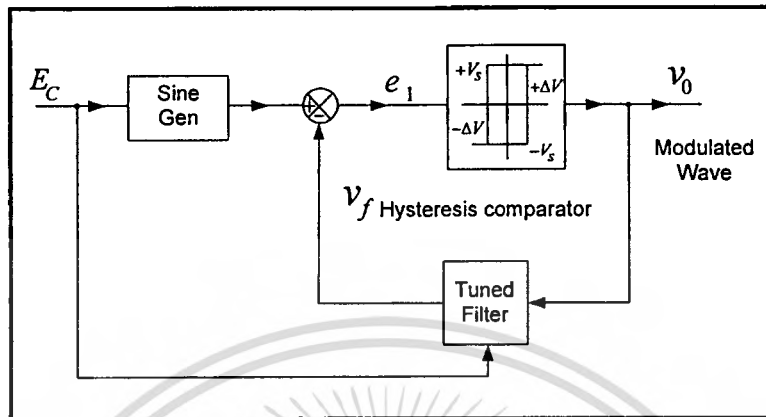 E_C
Sine
Gen
+
-
e_1
+V_s
+ΔV
-ΔV
-V_s
v_0
Modulated
Wave
v_f Hysteresis comparator
Tuned
Filter